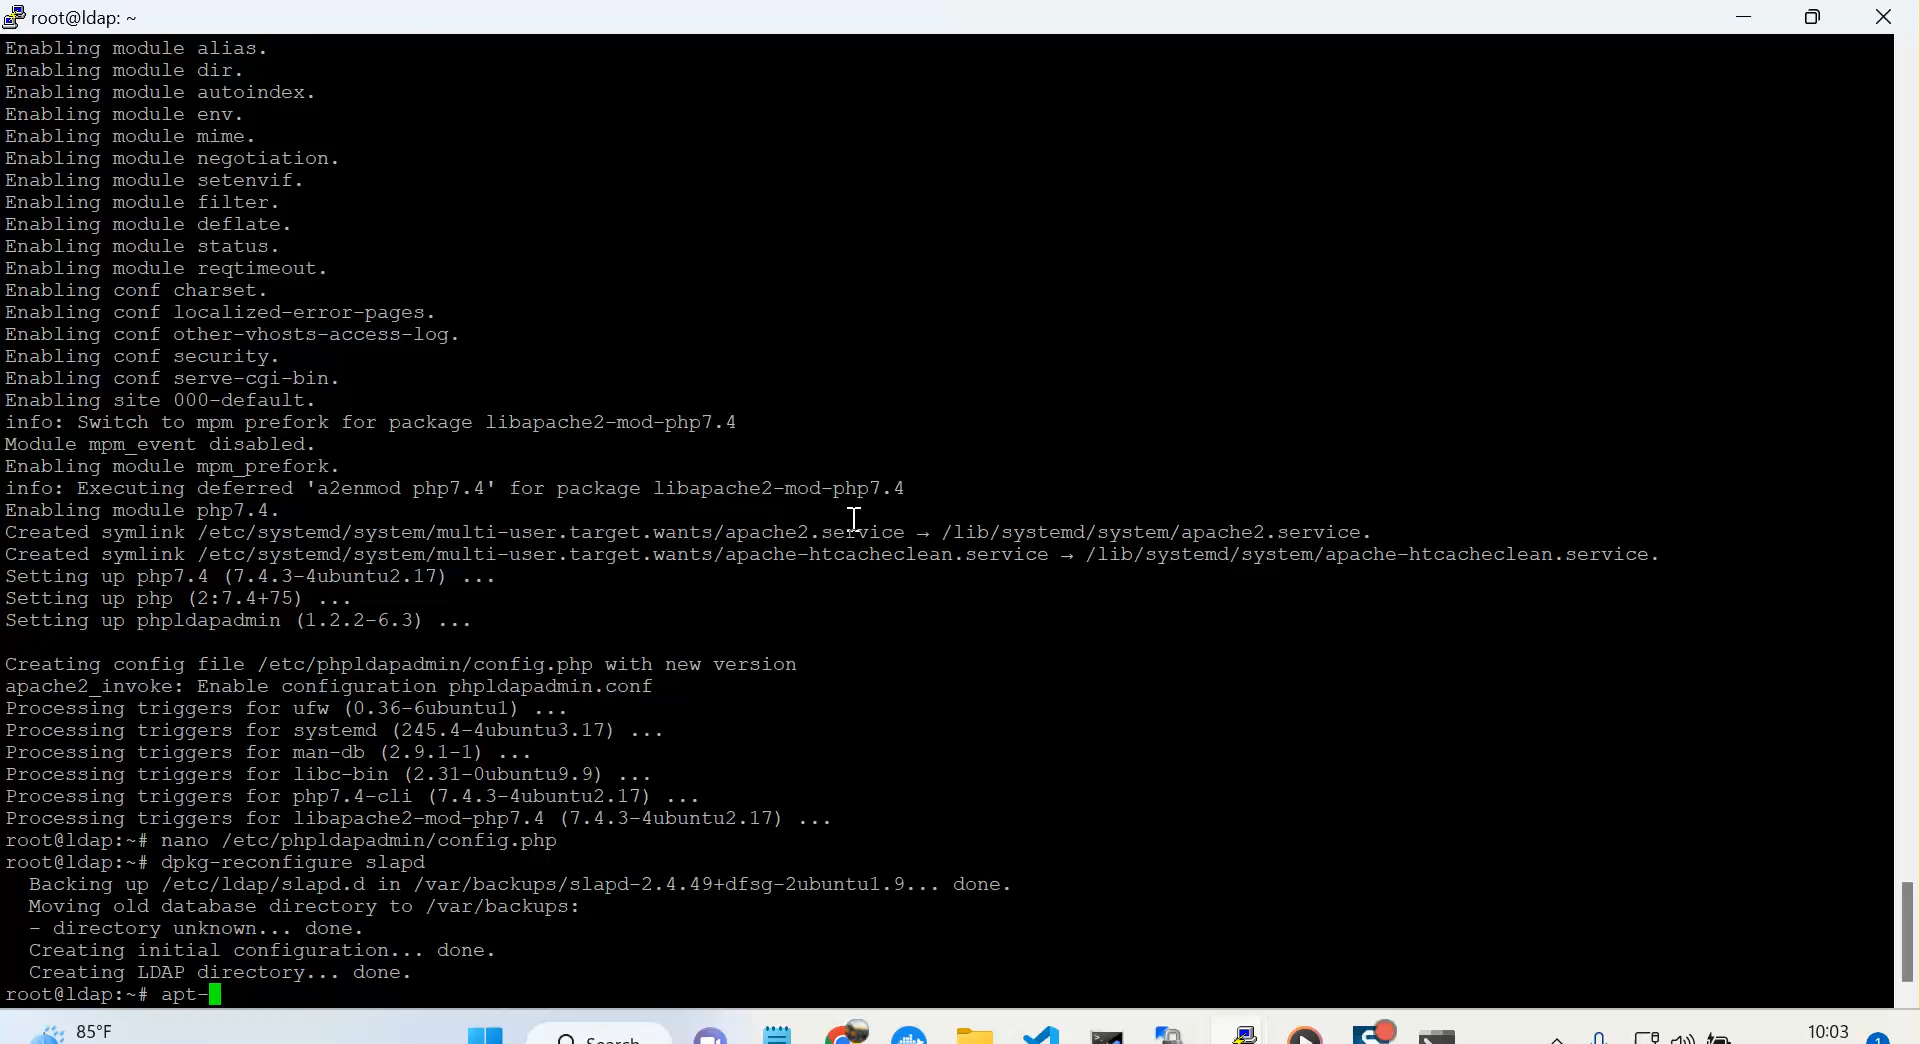 root@ldap: ~
Enabling module alias.
Enabling module dir.
Enabling module autoindex.
Enabling module env.
Enabling module mime.
Enabling module negotiation.
Enabling module setenvif.
Enabling module filter.
Enabling module deflate.
Enabling module status.
Enabling module reqtimeout.
Enabling conf charset.
Enabling conf localized-error-pages.
Enabling conf other-vhosts-access-log.
Enabling conf security.
Enabling conf serve-cgi-bin.
Enabling site 000-default.
info: Switch to mpm prefork for package libapache2-mod-php7.4
Module mpm_event disabled.
Enabling module mpm_prefork.
info: Executing deferred 'a2enmod php7.4' for package libapache2-mod-php7.4
Enabling module php7.4.
Created symlink /etc/systemd/system/multi-user.target.wants/apache2.service → /lib/systemd/system/apache2.service.
Created symlink /etc/systemd/system/multi-user.target.wants/apache-htcacheclean.service → /lib/systemd/system/apache-htcacheclean.service.
Setting up php7.4 (7.4.3-4ubuntu2.17) ...
Setting up php (2:7.4+75) ...
Setting up phpldapadmin (1.2.2-6.3) ...
Creating config file /etc/phpldapadmin/config.php with new version
apache2_invoke: Enable configuration phpldapadmin.conf
Processing triggers for ufw (0.36-6ubuntu1) ...
Processing triggers for systemd (245.4-4ubuntu3.17) ...
Processing triggers for man-db (2.9.1-1) ...
Processing triggers for libc-bin (2.31-0ubuntu9.9) ...
Processing triggers for php7.4-cli (7.4.3-4ubuntu2.17) ...
Processing triggers for libapache2-mod-php7.4 (7.4.3-4ubuntu2.17) ...
root@ldap:~# nano /etc/phpldapadmin/config.php
root@ldap:~# dpkg-reconfigure slapd
Backing up /etc/ldap/slapd.d in /var/backups/slapd-2.4.49+dfsg-2ubuntu1.9... done.
Moving old database directory to /var/backups:
- directory unknown... done.
Creating initial configuration... done.
Creating LDAP directory... done.
root@ldap:~# apt-
85°F
Search
10:03
1